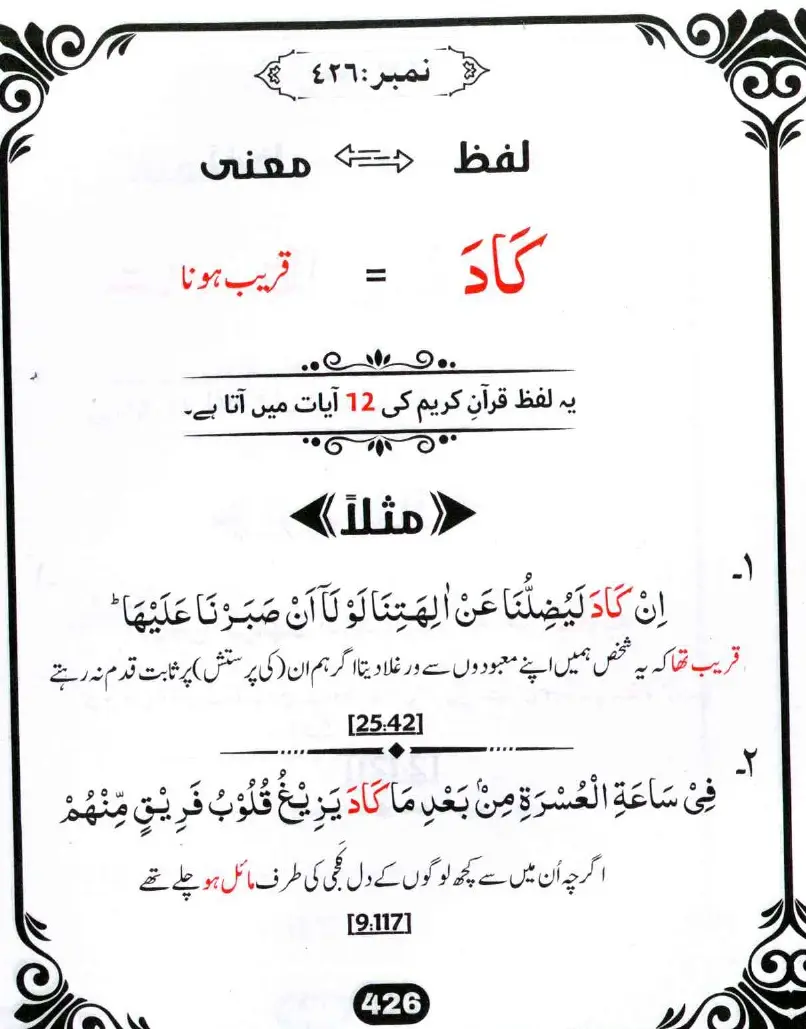 نمبر: ٤٢٦
لفظ ⇐⇒ معنی
كَادَ = قریب ہونا
یہ لفظ قرآنِ کریم کی 12 آیات میں آتا ہے۔
مثلاً
١-
اِنْ كَادَ لَيُضِلُّنَا عَنْ اٰلِهَتِنَا لَوْ لَاۤ اَنْ صَبَرْنَا عَلَيْهَا ؕ
قریب تھا کہ یہ شخص ہمیں اپنے معبودوں سے ورغلا دیتا اگر ہم ان (کی پرستش) پر ثابت قدم نہ رہتے
[25:42]
٢-
فِىْ سَاعَةِ الْعُسْرَةِ مِنْۢ بَعْدِ مَا كَادَ يَزِيْغُ قُلُوْبُ فَرِيْقٍ مِّنْهُمْ
اگرچہ اُن میں سے کچھ لوگوں کے دل کَجی کی طرف مائل ہو چلے تھے
[9:117]
426